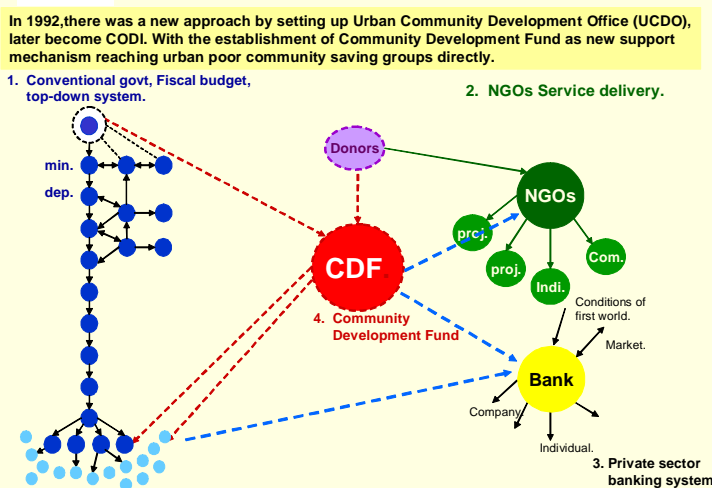 In 1992,there was a new approach by setting up Urban Community Development Office (UCDO),
later become CODI. With the establishment of Community Development Fund as new support
mechanism reaching urban poor community saving groups directly.
1. Conventional govt, Fiscal budget,
top-down system.
2. NGOs Service delivery.
Donors
min.
dep.
NGOs
proj.
proj.
Indi.
Com.
CDF.
4. Community
Development Fund
Conditions of
first world.
Market.
Bank
Company.
Individual.
3. Private sector
banking system